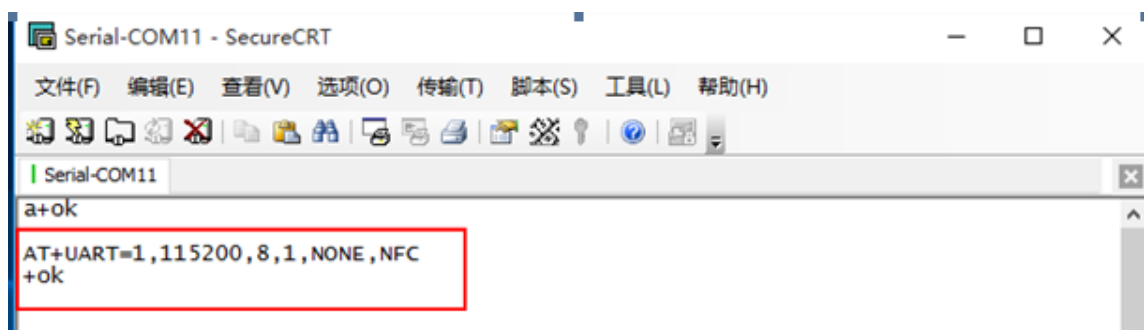 Serial-COM11 - SecureCRT
文件(F) 编辑(E) 查看(V) 选项(O) 传输(T) 脚本(S) 工具(L) 帮助(H)
Serial-COM11
a+ok
AT+UART=1,115200,8,1,NONE,NFC
+ok